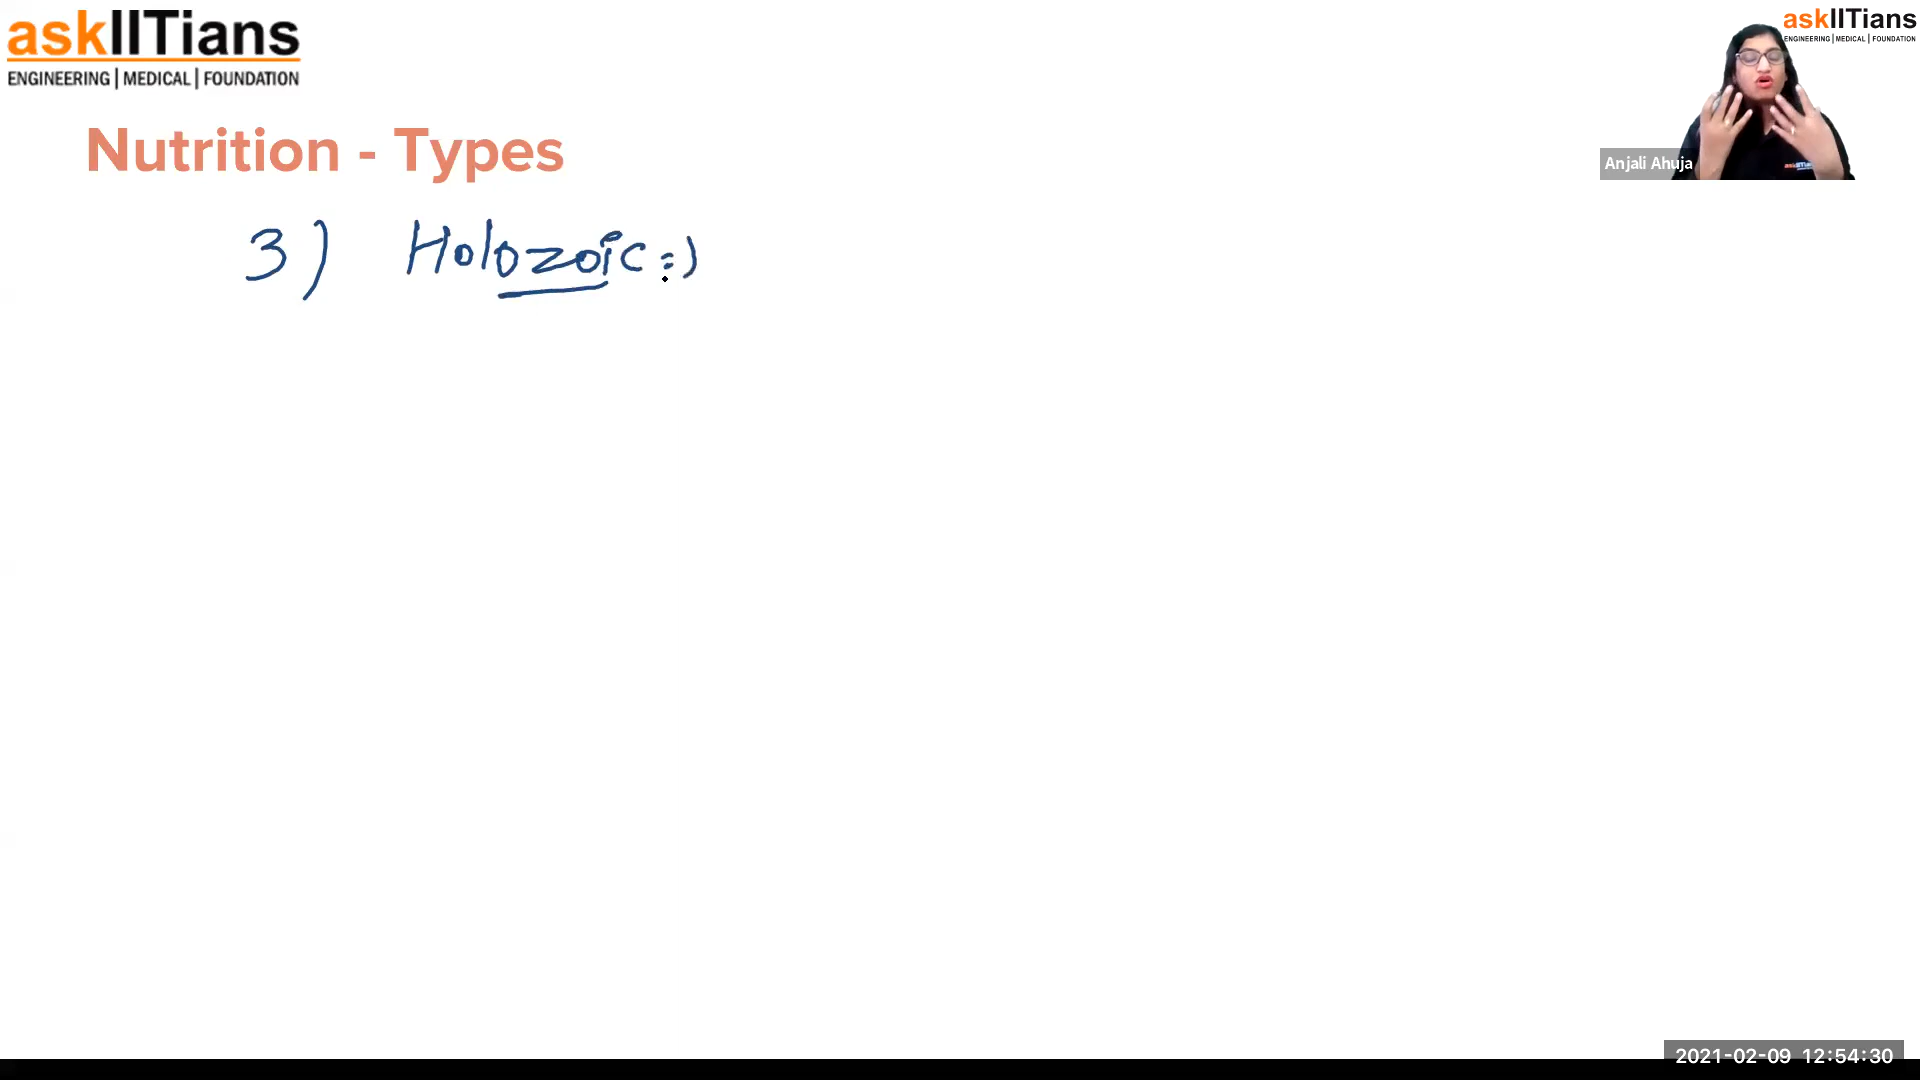 askIITians
ENGINEERING | MEDICAL | FOUNDATION
askIITians
ENGINEERING | MEDICAL | FOUNDATION
Nutrition - Types
Anjali Ahuja
askIITians
3) Holozoic =)
2021-02-09 12:54:30